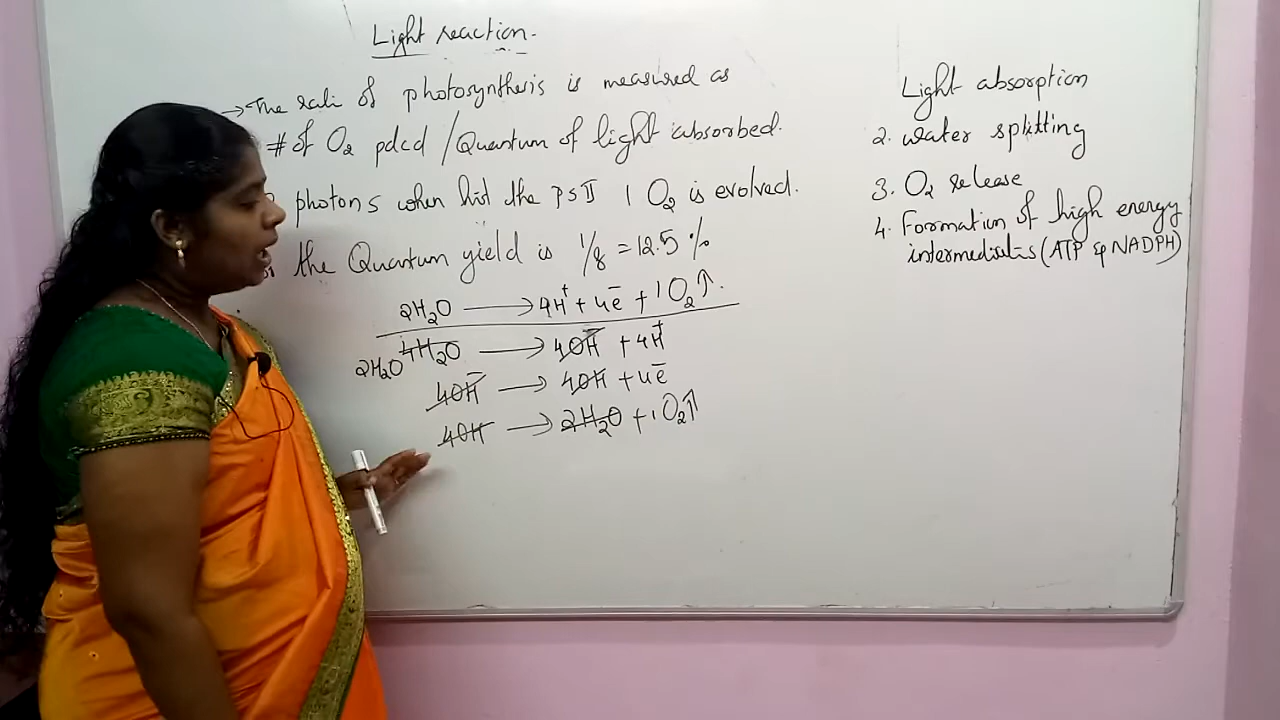 Light reaction.
→ The rate of photosynthesis is measured as
# of O₂ pdcd / Quantum of light absorbed.
photons when hit the PSII 1 O₂ is evolved.
the Quantum yield is 1/8 = 12.5 %
2H₂O → 4H⁺ + 4e⁻ + 1O₂↑.
2H₂O 4H₂O → 4OH⁻ + 4H⁺
4OH⁻ → 4OH + 4e⁻
4OH → 2H₂O + 1O₂↑
Light absorption
2. water splitting
3. O₂ release
4. Formation of high energy
intermediates (ATP & NADPH)